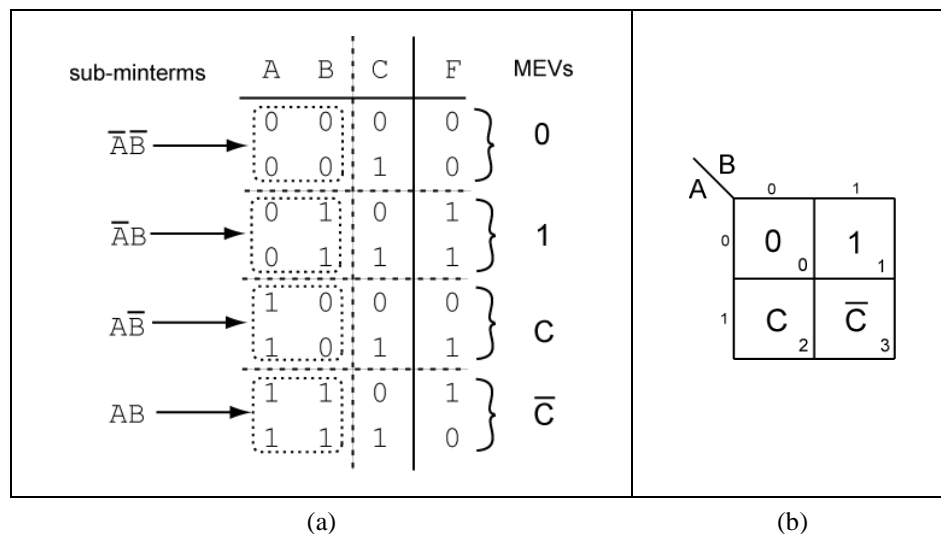 sub-minterms A B C F MEVs
A̅B̅ 0 0 0 0 0
0 0 1 0
A̅B 0 1 0 1 1
0 1 1 1
AB̅ 1 0 0 0 C
1 0 1 1
AB 1 1 0 1 C̅
1 1 1 0
(a)
B
A 0 1
0 0 0 1 1
1 C 2 C̅ 3
(b)